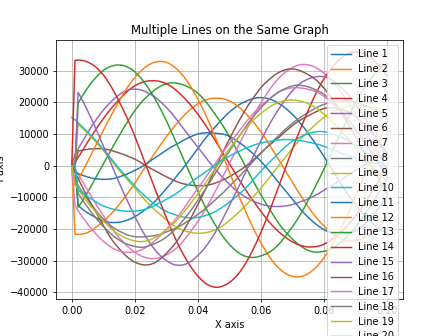 Multiple Lines on the Same Graph
30000
20000
10000
0
−10000
−20000
−30000
−40000
0.00
0.02
0.04
0.06
0.08
X axis
axis
Line 1
Line 2
Line 3
Line 4
Line 5
Line 6
Line 7
Line 8
Line 9
Line 10
Line 11
Line 12
Line 13
Line 14
Line 15
Line 16
Line 17
Line 18
Line 19
Line 20